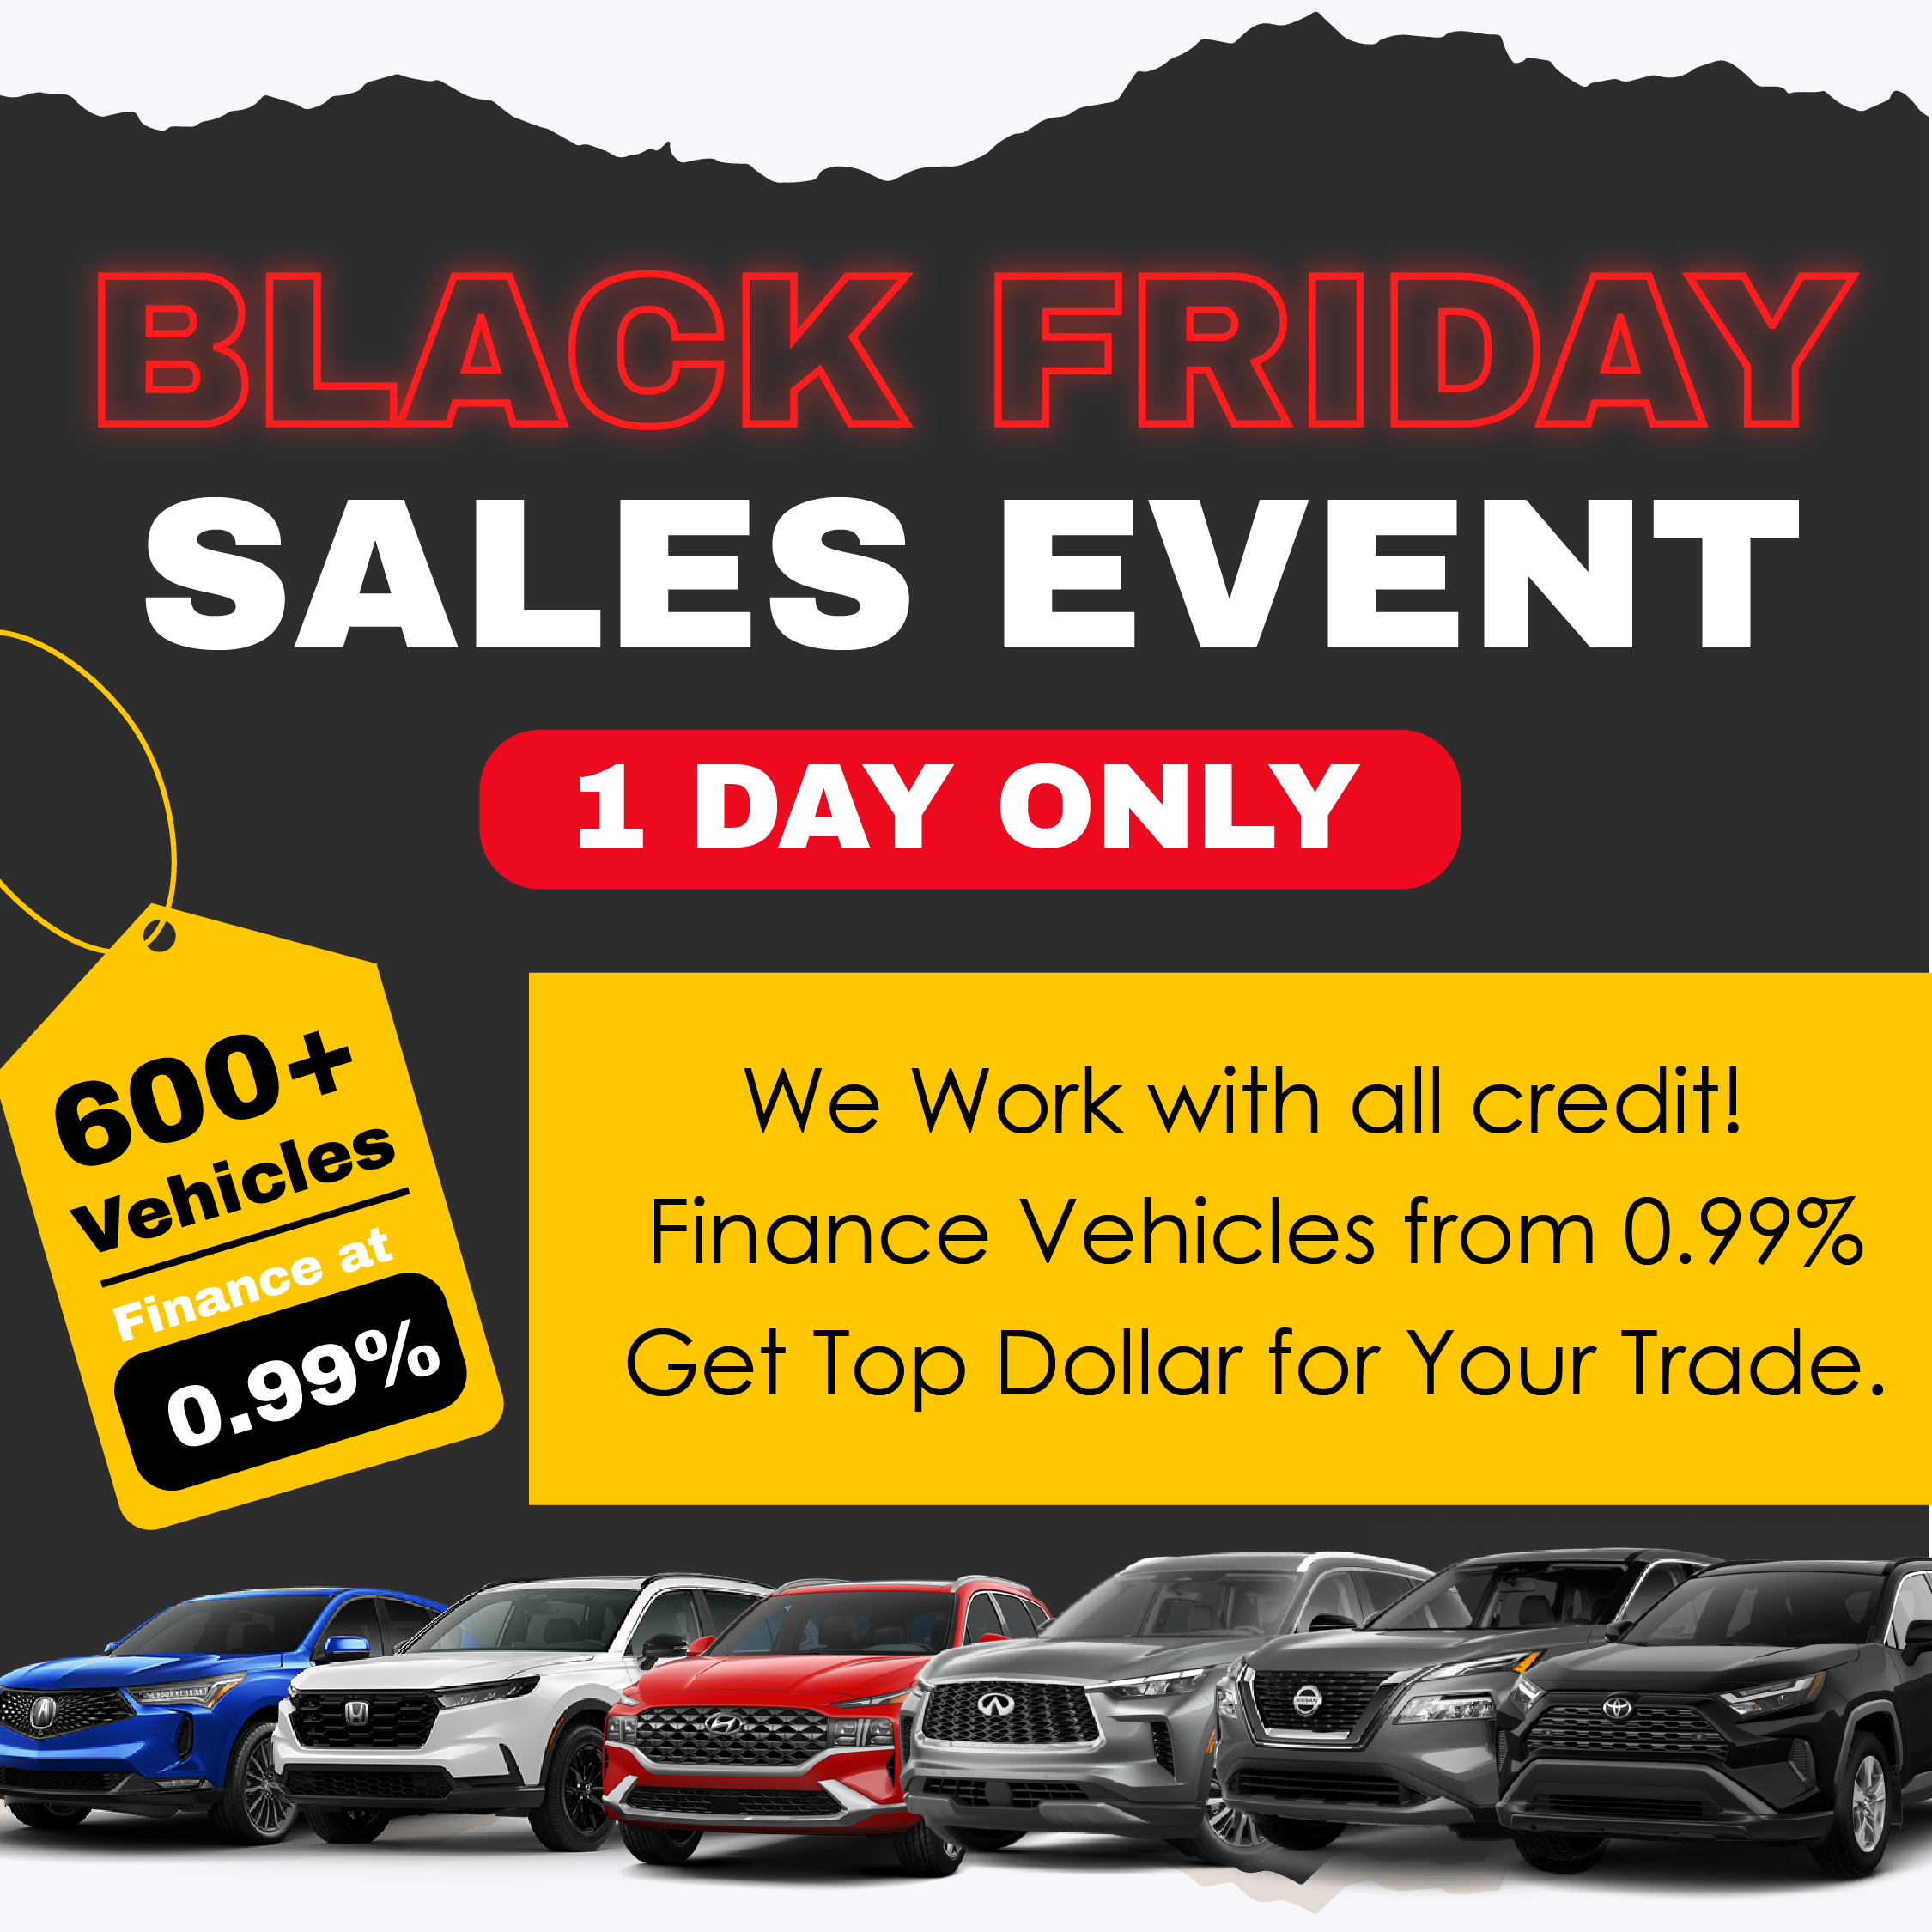 BLACK FRIDAY
SALES EVENT
1 DAY ONLY
600+
Vehicles
Finance at
0.99%
We Work with all credit!
Finance Vehicles from 0.99%
Get Top Dollar for Your Trade.
NISSAN